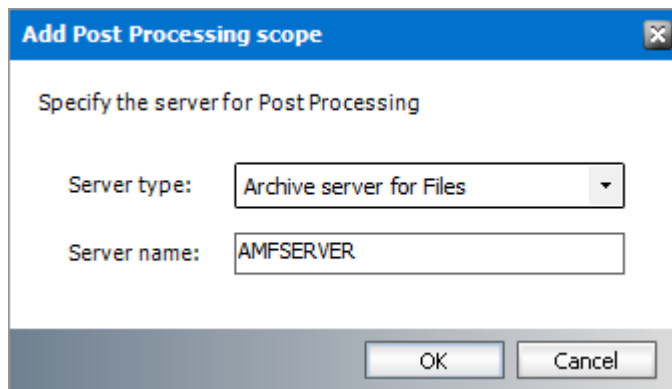 Add Post Processing scope
Specify the server for Post Processing
Server type: Archive server for Files
Server name: AMFSERVER
OK Cancel